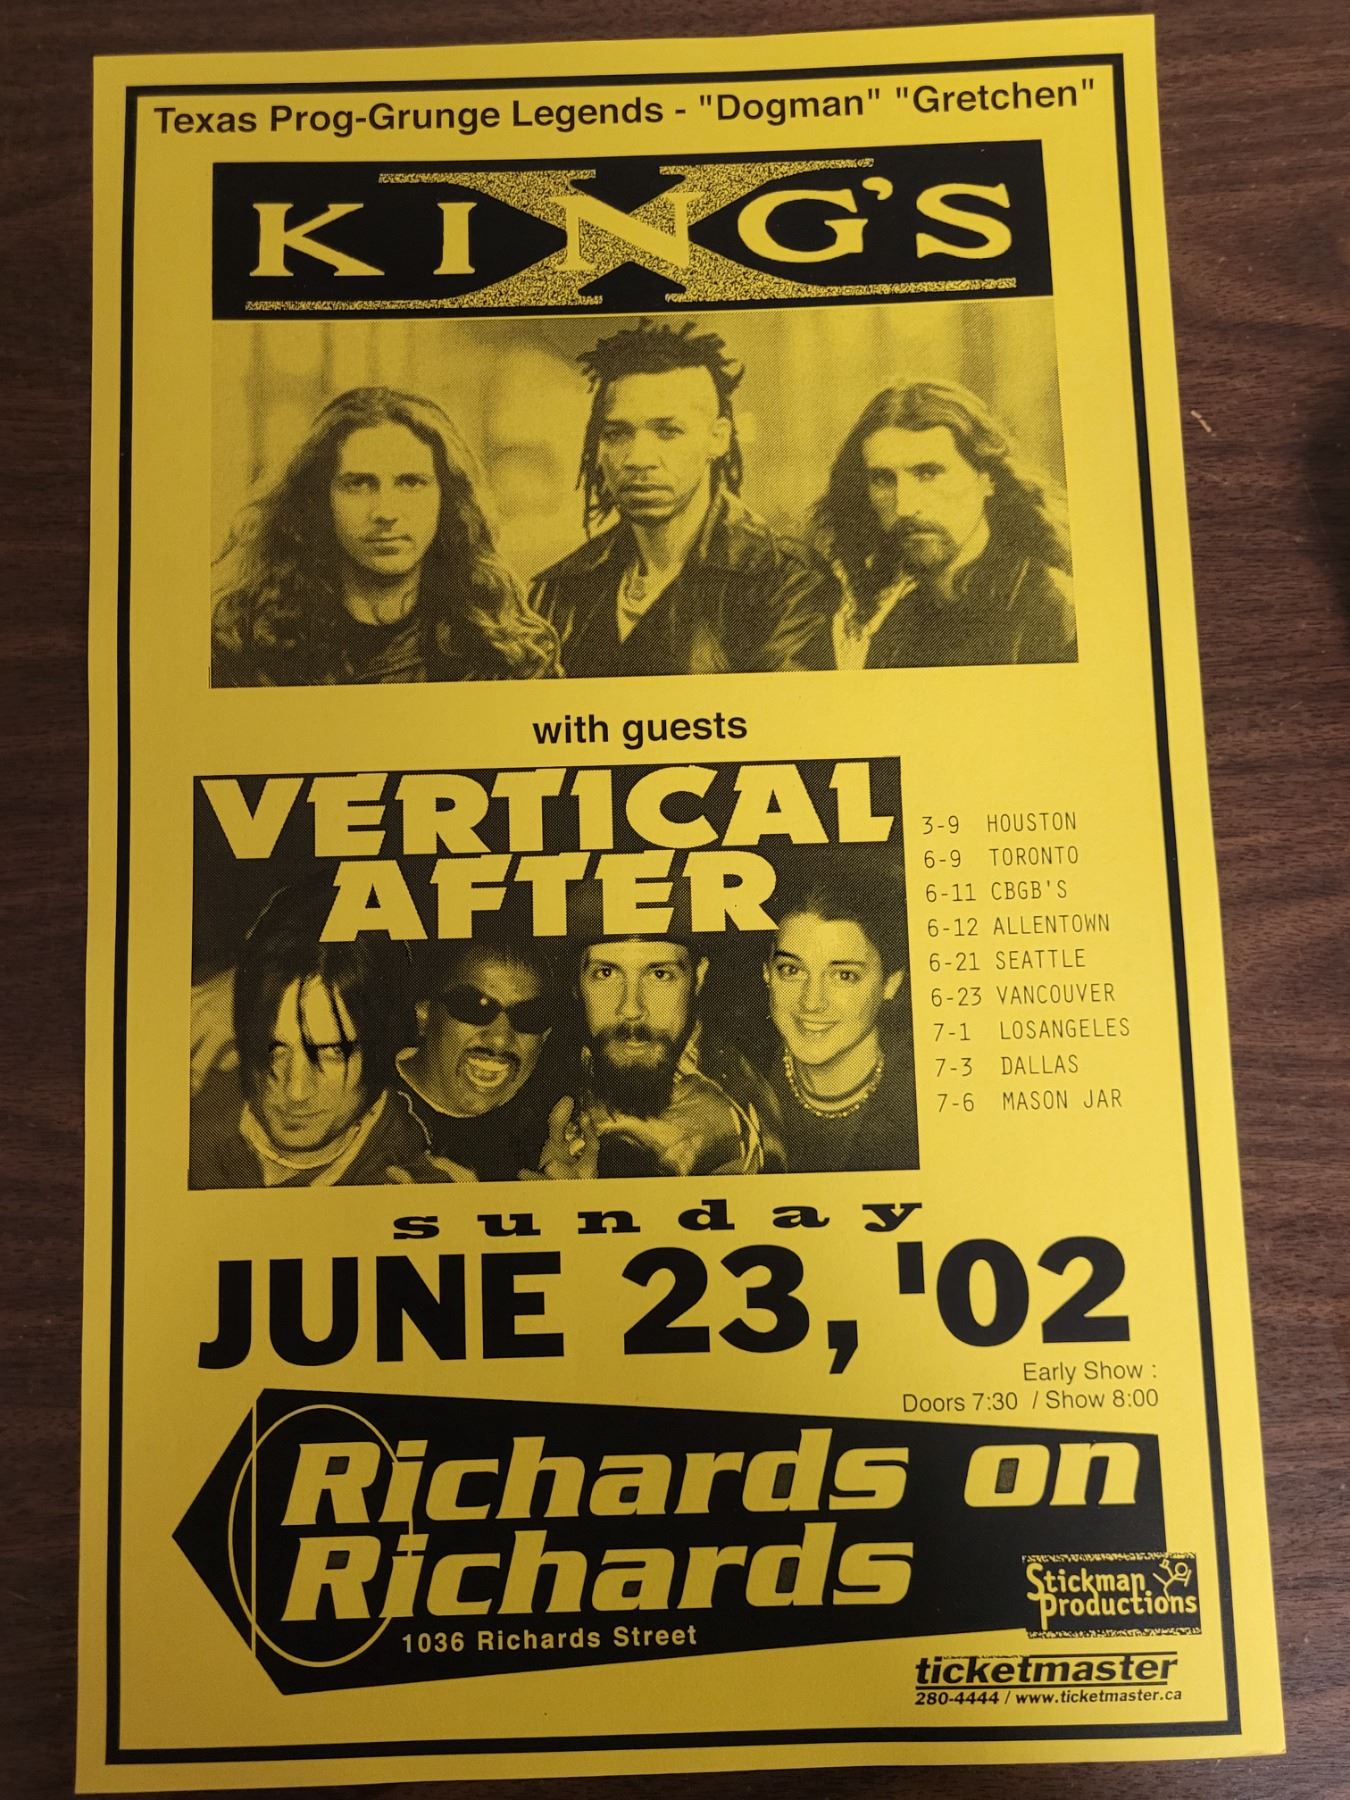 Texas Prog-Grunge Legends - "Dogman" "Gretchen"
KING'S X
with guests
VERTICAL
AFTER
3-9 HOUSTON
6-9 TORONTO
6-11 CBGB'S
6-12 ALLENTOWN
6-21 SEATTLE
6-23 VANCOUVER
7-1 LOSANGELES
7-3 DALLAS
7-6 MASON JAR
sunday
JUNE 23, '02
Early Show :
Doors 7:30 / Show 8:00
Richards on
Richards
1036 Richards Street
Stickman
Productions
ticketmaster
280-4444 / www.ticketmaster.ca